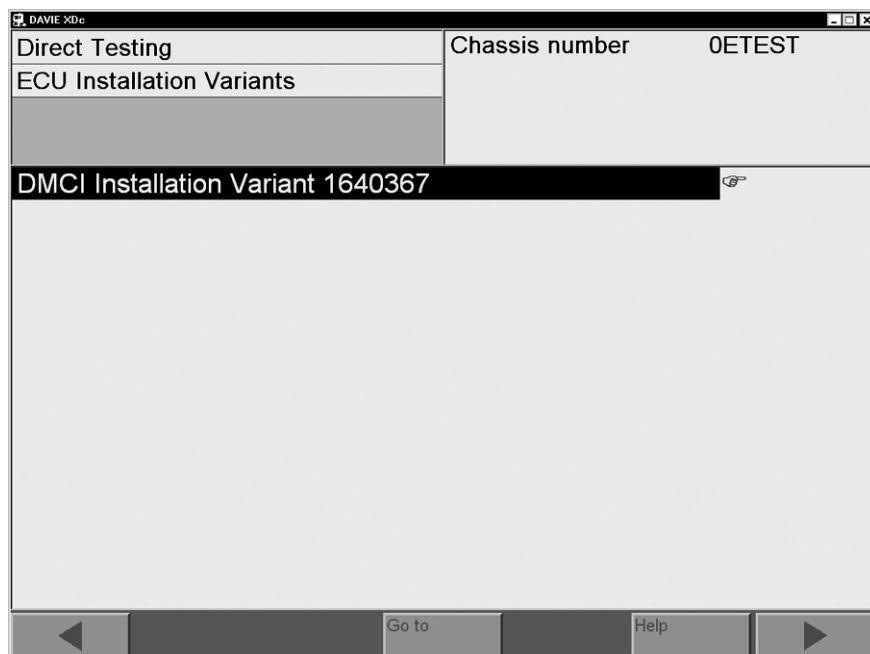 DAVIE XDc
Direct Testing
ECU Installation Variants
Chassis number 0ETEST
DMCI Installation Variant 1640367
Go to
Help